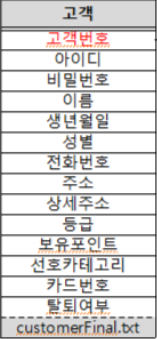 고객
고객번호
아이디
비밀번호
이름
생년월일
성별
전화번호
주소
상세주소
등급
보유포인트
선호카테고리
카드번호
탈퇴여부
customerFinal.txt